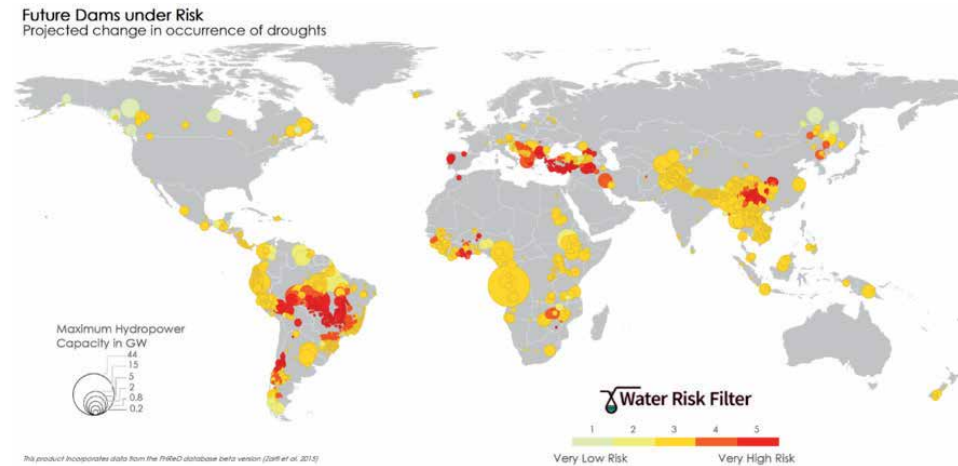 Future Dams under Risk
Projected change in occurrence of droughts
Maximum Hydropower
Capacity in GW
44
15
5
2
0.8
0.2
Water Risk Filter
1 2 3 4 5
Very Low Risk Very High Risk
This product incorporates data from the FHReD database beta version (Zarfl et al. 2015)